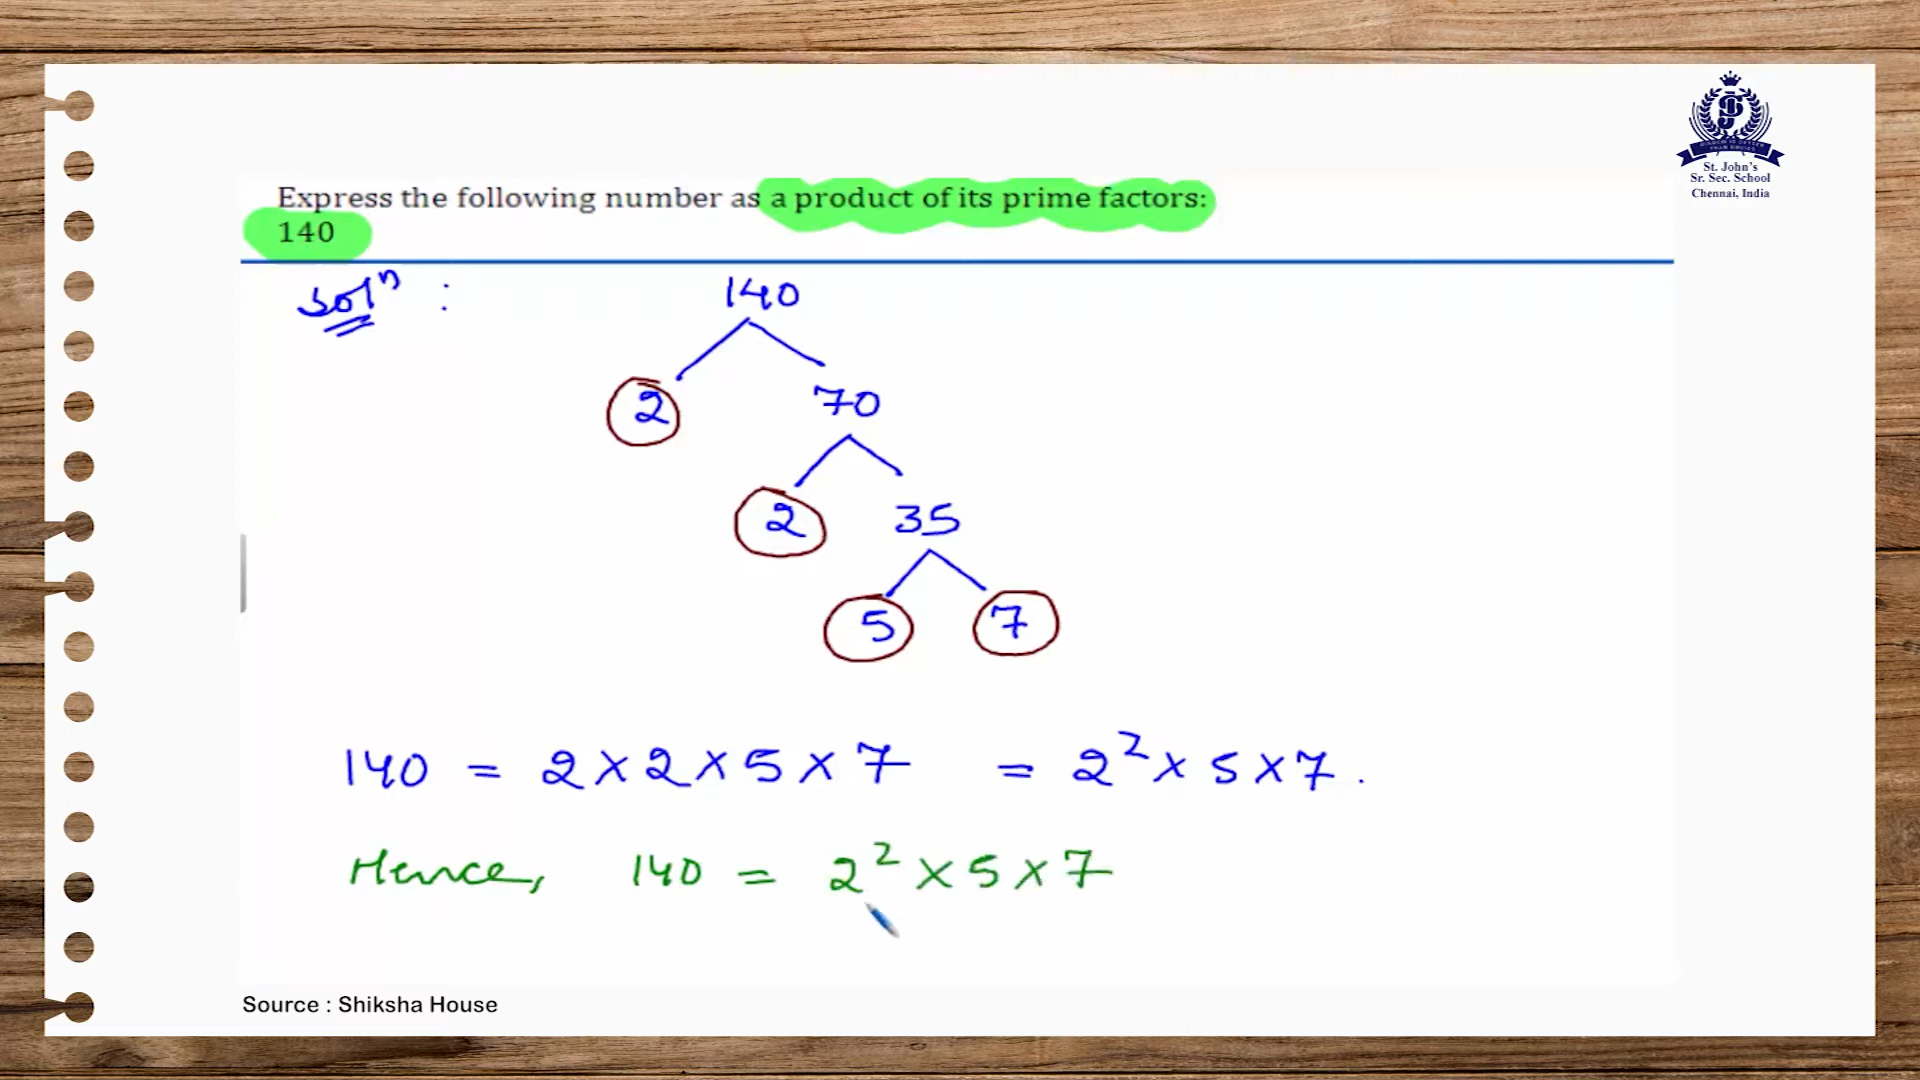 St. John's
Sr. Sec. School
Chennai, India
Express the following number as a product of its prime factors:
140
Solⁿ :
140
2 70
2 35
5 7
140 = 2 × 2 × 5 × 7 = 2² × 5 × 7 .
Hence, 140 = 2² × 5 × 7
Source : Shiksha House